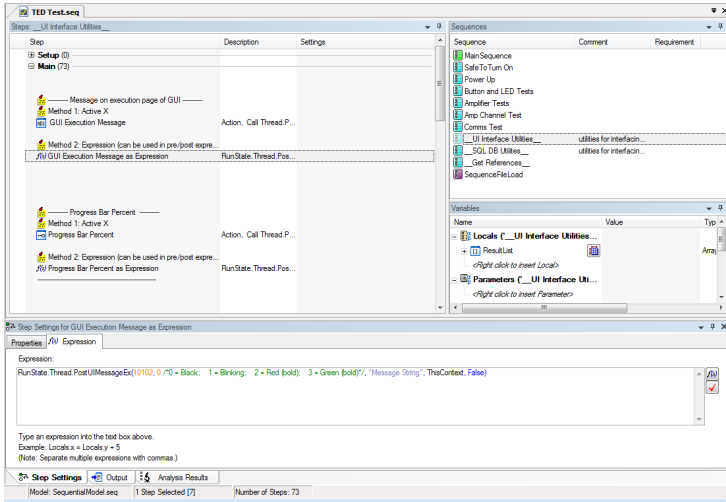 TED Test.seq
Steps: __UI Interface Utilities__
Step Description Settings
Setup (0)
Main (73)
--------- Message on execution page of GUI ----------
Method 1: Active X
GUI Execution Message Action, Call Thread.P...
Method 2: Expression (can be used in pre/post expre...
f(x) GUI Execution Message as Expression RunState.Thread.Pos...
--------- Progress Bar Percent ---------
Method 1: Active X
Progress Bar Percent Action, Call Thread.P...
Method 2: Expression (can be used in pre/post expre...
f(x) Progress Bar Percent as Expression RunState.Thread.Pos...
Sequences
Sequence Comment Requirement
MainSequence
SafeToTurn On
Power Up
Button and LED Tests
Amplifier Tests
Amp Channel Test
Comms Test
__UI Interface Utilities__ utilities for interfacin...
__SQL DB Utilites__ utilities for interfacin...
__Get References__
SequenceFileLoad
Variables
Name Value Typ
Locals ('__UI Interface Utilities...
ResultList Array
<Right click to insert Local>
Parameters ('__UI Interface Uti...
<Right click to insert Parameter>
Step Settings for GUI Execution Message as Expression
Properties f(x) Expression
Expression:
RunState.Thread.PostUIMessageEx(10102, 0 /*0 = Black; 1 = Blinking; 2 = Red (bold); 3 = Green (bold)*/, "Message String", ThisContext, False)
f(x)
Type an expression into the text box above.
Example: Locals.x = Locals.y + 5
(Note: Separate multiple expressions with commas.)
Step Settings Output Analysis Results
Model: SequentialModel.seq 1 Step Selected [7] Number of Steps: 73